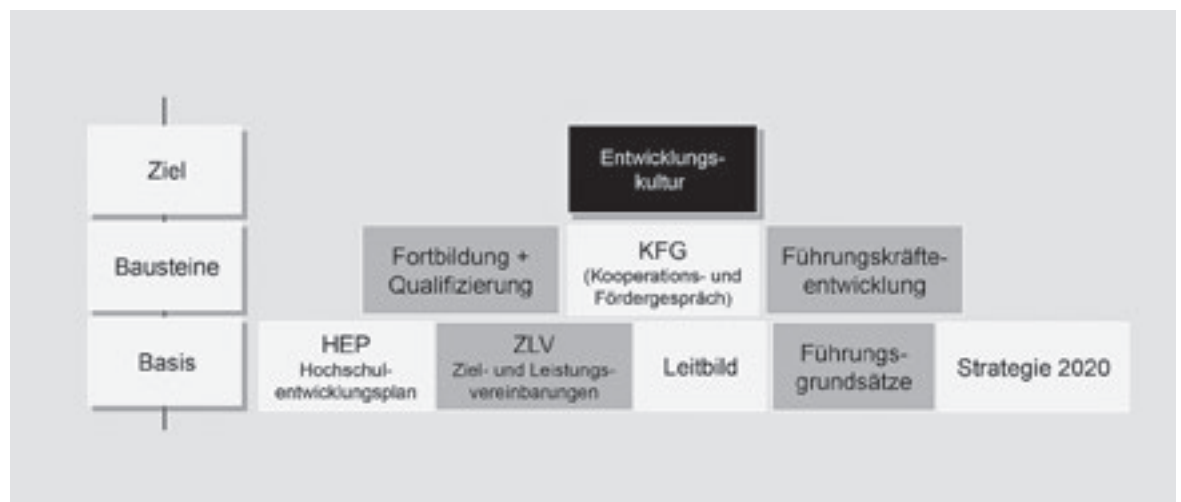 Ziel
Entwicklungs-
kultur
Bausteine
Fortbildung +
Qualifizierung
KFG
(Kooperations- und
Fördergespräch)
Führungskräfte-
entwicklung
Basis
HEP
Hochschul-
entwicklungsplan
ZLV
Ziel- und Leistungs-
vereinbarungen
Leitbild
Führungs-
grundsätze
Strategie 2020